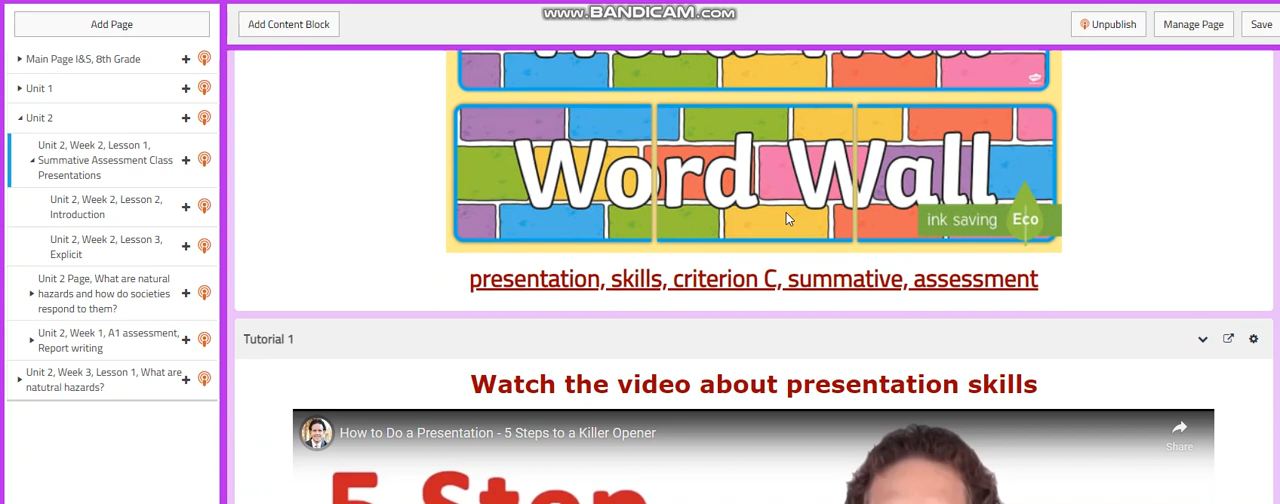 www.BANDICAM.com
Add Page
Add Content Block
Unpublish
Manage Page
Save
Main Page I&S, 8th Grade
Unit 1
Unit 2
Unit 2, Week 2, Lesson 1,
Summative Assessment Class
Presentations
Unit 2, Week 2, Lesson 2,
Introduction
Unit 2, Week 2, Lesson 3,
Explicit
Unit 2 Page, What are natural
hazards and how do societies
respond to them?
Unit 2, Week 1, A1 assessment,
Report writing
Unit 2, Week 3, Lesson 1, What are
natutral hazards?
Word Wall
ink saving Eco
presentation, skills, criterion C, summative, assessment
Tutorial 1
Watch the video about presentation skills
How to Do a Presentation - 5 Steps to a Killer Opener
Share
5 Step